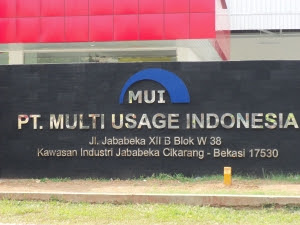 MUI
PT. MULTI USAGE INDONESIA
Jl. Jababeka XII B Blok W 38
Kawasan Industri Jababeka Cikarang - Bekasi 17530